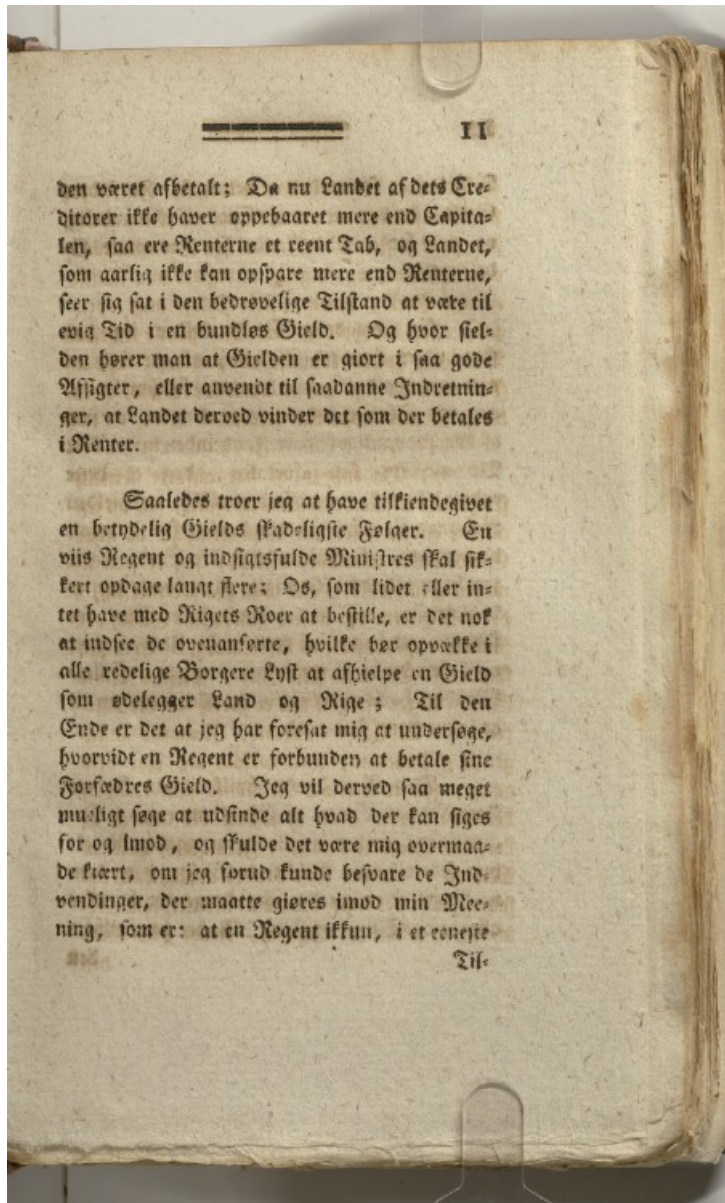 11
den været afbetalt; Da nu Landet af dets Cre-
ditorer ikke haver oppebaaret mere end Capita-
len, saa ere Renterne et reent Tab, og Landet,
som aarlig ikke kan opspare mere end Renterne,
seer sig sat i den bedrøvelige Tilstand at være til
evig Tid i en bundløs Gield. Og hvor siel-
den hører man at Gielden er giort i saa gode
Afsigter, eller anvendt til saadanne Indretnin-
ger, at Landet derved vinder det som der betales
i Renter.
Saaledes troer jeg at have tilkiendegivet
en betydelig Gields skadeligste Følger. En
viis Regent og indsigtsfulde Ministres skal sik-
kert opdage langt flere; Os, som lidet eller in-
tet have med Rigets Roer at bestille, er det nok
at indsee de ovenanførte, hvilke bør opvække i
alle redelige Borgere Lyst at afhielpe en Gield
som ødelegger Land og Rige; Til den
Ende er det at jeg har foresat mig at undersøge,
hvorvidt en Regent er forbunden at betale sine
Forfædres Gield. Jeg vil derved saa meget
mueligt søge at udfinde alt hvad der kan siges
for og imod, og skulde det være mig overmaa-
de kiært, om jeg forud kunde besvare de Ind-
vendinger, der maatte giøres imod min Mee-
ning, som er: at en Regent ikkun, i et eeneste
Til-